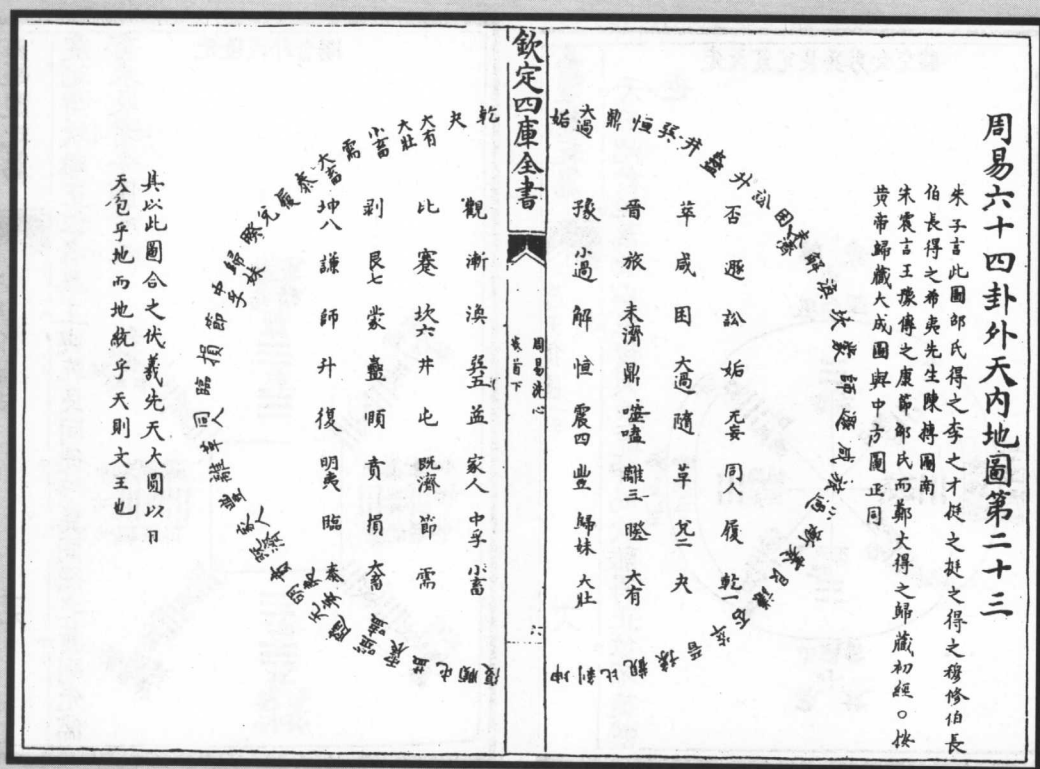 周易六十四卦外天内地圖第二十三
朱子言此圖邵氏得之李之才挺之挺之得之穆修伯長
伯長得之希夷先生陳摶圖南
朱震言王豫傳之康節邵氏而鄭夬得之歸藏初經○按
黃帝歸藏大成圖與中方圖正同
姤 大過 鼎 恒 巽 井 蠱 升 訟 困 未濟 解 渙 坎 蒙 師 遯 咸 旅 小過 漸 蹇 艮 謙 否 萃 晉 豫 觀 比 剝 坤
否 遯 訟 姤 无妄 同人 履 乾一
萃 咸 困 大過 隨 革 兌二 夬
晉 旅 未濟 鼎 噬嗑 離三 睽 大有
豫 小過 解 恒 震四 豐 歸妹 大壯
欽定四庫全書
周易洗心
卷首下
乾 夬 大有 大壯 小畜 需 大畜 泰 履 兌 睽 歸妹 中孚 節 損 臨 同人 革 離 豐 家人 既濟 賁 明夷 无妄 隨 噬嗑 震 益 屯 頤 復
觀 漸 渙 巽五 益 家人 中孚 小畜
比 蹇 坎六 井 屯 既濟 節 需
剥 艮七 蒙 蠱 頤 賁 損 大畜
坤八 謙 師 升 復 明夷 臨 泰
其以此圖合之伏義先天大圓以日
天包乎地而地統乎天則文王也